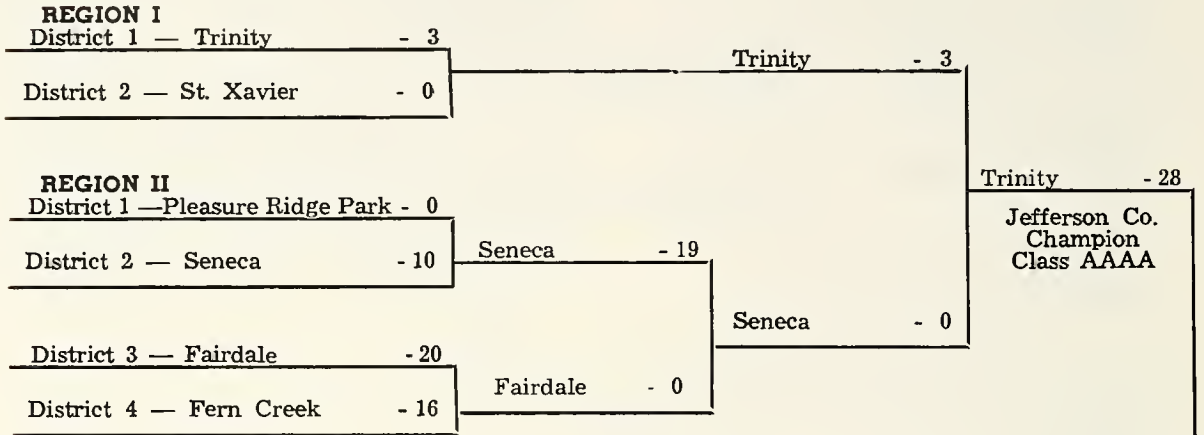 REGION I
District 1 — Trinity - 3
District 2 — St. Xavier - 0
Trinity - 3
REGION II
District 1 —Pleasure Ridge Park - 0
District 2 — Seneca - 10
Seneca - 19
District 3 — Fairdale - 20
District 4 — Fern Creek - 16
Fairdale - 0
Seneca - 0
Trinity - 28
Jefferson Co.
Champion
Class AAAA